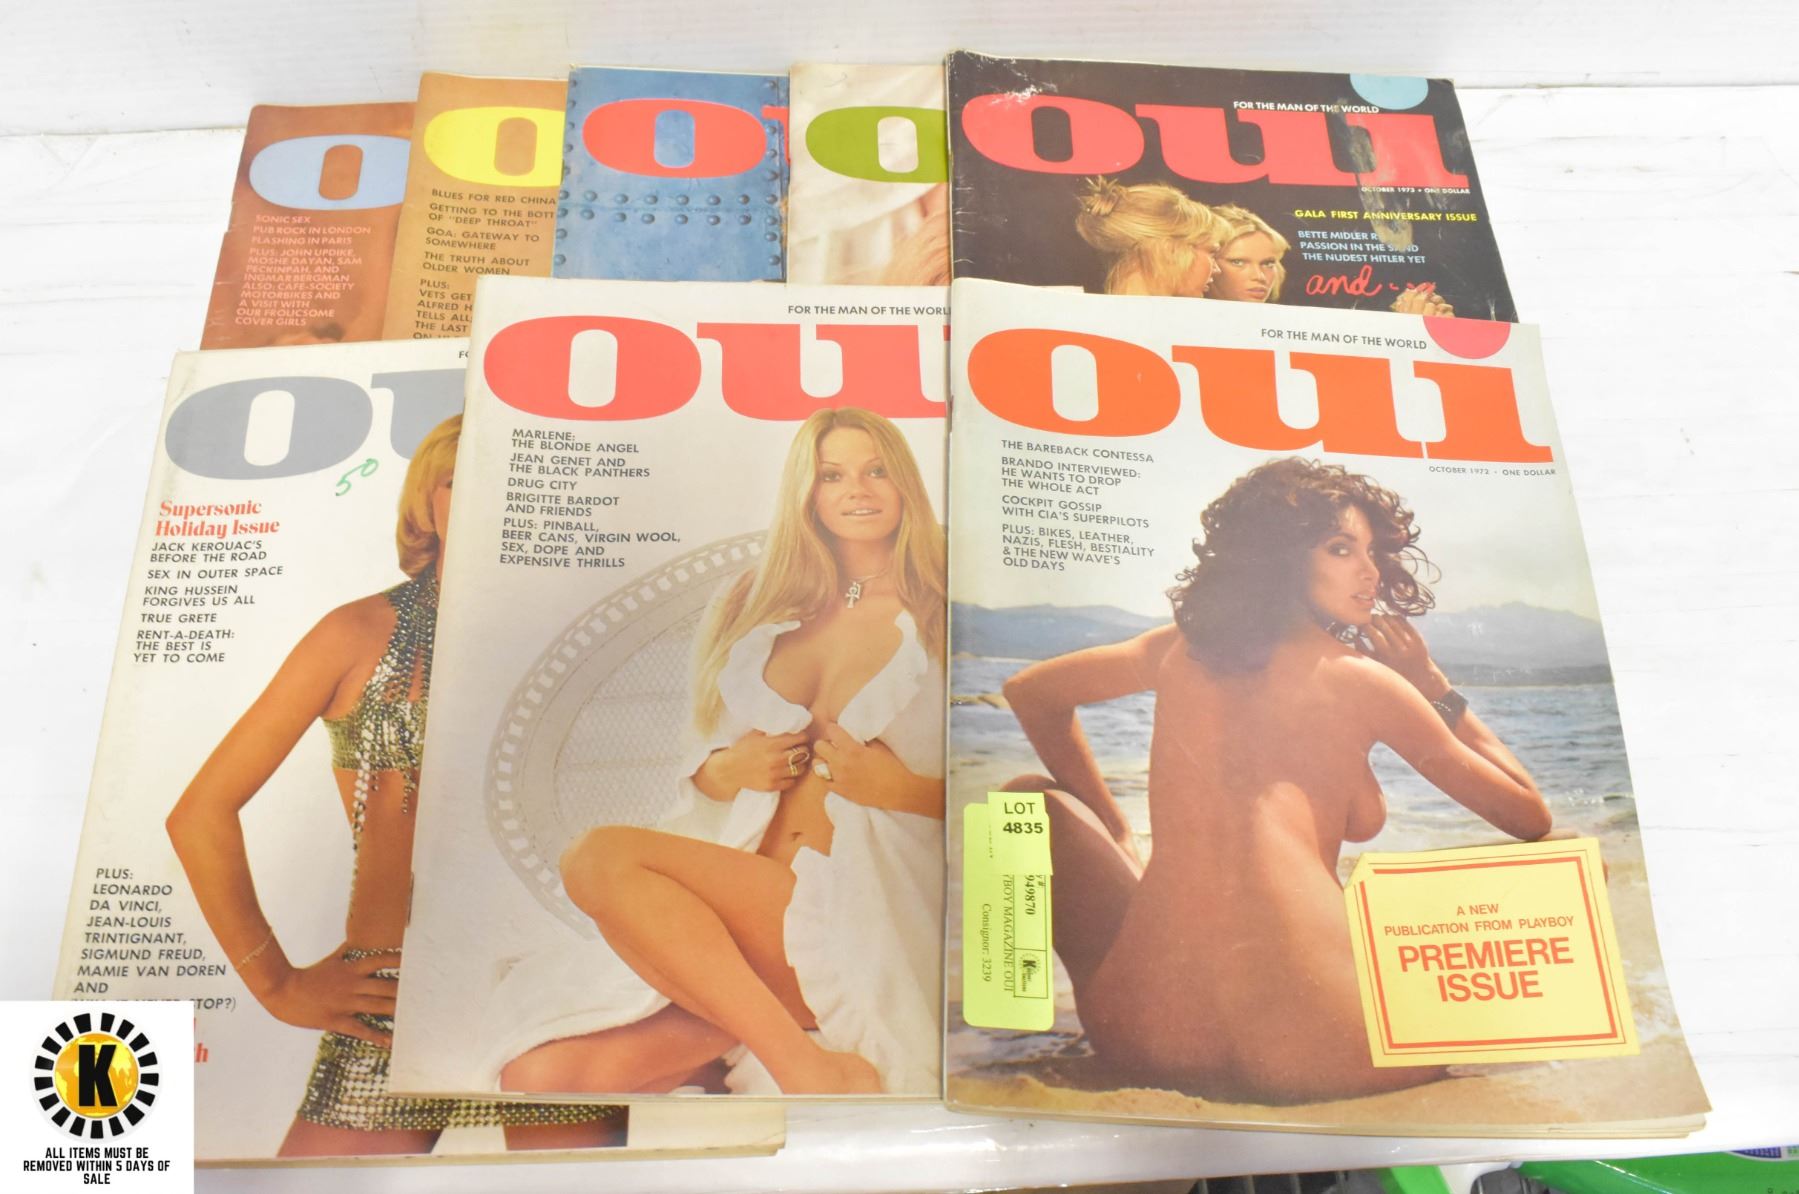 O
SONIC SEX
PUB ROCK IN LONDON
FLASHING IN PARIS
PLUS: JOHN UPDIKE,
MOSHE DAYAN, SAM
PECKINPAH, AND
INGMAR BERGMAN
ALSO: CAFE-SOCIETY
MOTORBIKES AND
A VISIT WITH
OUR FROLICSOME
COVER GIRLS
O
BLUES FOR RED CHINA
GETTING TO THE BOTT
OF "DEEP THROAT"
GOA: GATEWAY TO
SOMEWHERE
THE TRUTH ABOUT
OLDER WOMEN
PLUS:
VETS GET
ALFRED H
TELLS ALL
THE LAST
O
O
oui
FOR THE MAN OF THE WORLD
OCTOBER 1973 • ONE DOLLAR
GALA FIRST ANNIVERSARY ISSUE
BETTE MIDLER R
PASSION IN THE SAND
THE NUDEST HITLER YET
and
ou
50
Supersonic
Holiday Issue
JACK KEROUAC'S
BEFORE THE ROAD
SEX IN OUTER SPACE
KING HUSSEIN
FORGIVES US ALL
TRUE GRETE
RENT-A-DEATH:
THE BEST IS
YET TO COME
PLUS:
LEONARDO
DA VINCI,
JEAN-LOUIS
TRINTIGNANT,
SIGMUND FREUD,
MAMIE VAN DOREN
AND
TOP?)
FOR THE MAN OF THE WORL
ou
MARLENE:
THE BLONDE ANGEL
JEAN GENET AND
THE BLACK PANTHERS
DRUG CITY
BRIGITTE BARDOT
AND FRIENDS
PLUS: PINBALL,
BEER CANS, VIRGIN WOOL,
SEX, DOPE AND
EXPENSIVE THRILLS
FOR THE MAN OF THE WORLD
oui
OCTOBER 1972 • ONE DOLLAR
THE BAREBACK CONTESSA
BRANDO INTERVIEWED:
HE WANTS TO DROP
THE WHOLE ACT
COCKPIT GOSSIP
WITH CIA'S SUPERPILOTS
PLUS: BIKES, LEATHER,
NAZIS, FLESH, BESTIALITY
& THE NEW WAVE'S
OLD DAYS
LOT
4835
949870
YBOY MAGAZINE OUI
Consignor: 3239
A NEW
PUBLICATION FROM PLAYBOY
PREMIERE
ISSUE
K
ALL ITEMS MUST BE
REMOVED WITHIN 5 DAYS OF
SALE